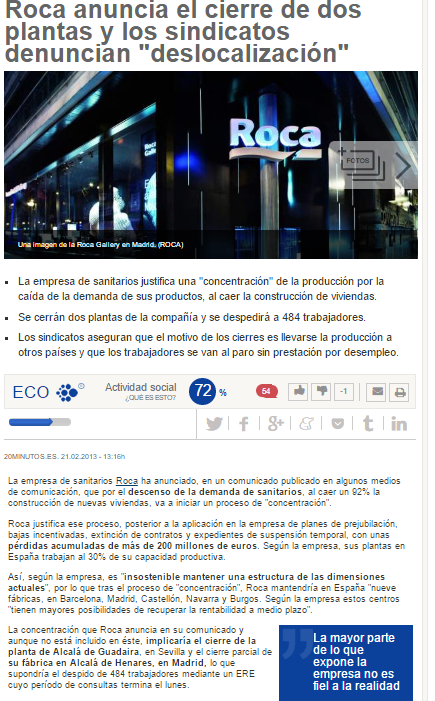 Roca anuncia el cierre de dos
plantas y los sindicatos
denuncian "deslocalización"
Roca
FOTOS
Una imagen de la Roca Gallery en Madrid. (ROCA)
La empresa de sanitarios justifica una "concentración" de la producción por la
caída de la demanda de sus productos, al caer la construcción de viviendas.
Se cerrán dos plantas de la compañía y se despedirá a 484 trabajadores.
Los sindicatos aseguran que el motivo de los cierres es llevarse la producción a
otros países y que los trabajadores se van al paro sin prestación por desempleo.
ECO
Actividad social
¿QUÉ ES ESTO?
72 %
54
-1
20MINUTOS.ES. 21.02.2013 - 13:16h
La empresa de sanitarios Roca ha anunciado, en un comunicado publicado en algunos medios
de comunicación, que por el descenso de la demanda de sanitarios, al caer un 92% la
construcción de nuevas viviendas, va a iniciar un proceso de "concentración".
Roca justifica ese proceso, posterior a la aplicación en la empresa de planes de prejubilación,
bajas incentivadas, extinción de contratos y expedientes de suspensión temporal, con unas
pérdidas acumuladas de más de 200 millones de euros. Según la empresa, sus plantas en
España trabajan al 30% de su capacidad productiva.
Así, según la empresa, es "insostenible mantener una estructura de las dimensiones
actuales", por lo que tras el proceso de "concentración", Roca mantendría en España "nueve
fábricas, en Barcelona, Madrid, Castellón, Navarra y Burgos. Según la empresa estos centros
"tienen mayores posibilidades de recuperar la rentabilidad a medio plazo".
La concentración que Roca anuncia en su comunicado y
aunque no está incluido en éste, implicaría el cierre de la
planta de Alcalá de Guadaira, en Sevilla y el cierre parcial de
su fábrica en Alcalá de Henares, en Madrid, lo que
supondría el despido de 484 trabajadores mediante un ERE
cuyo período de consultas termina el lunes.
La mayor parte
de lo que
expone la
empresa no es
fiel a la realidad